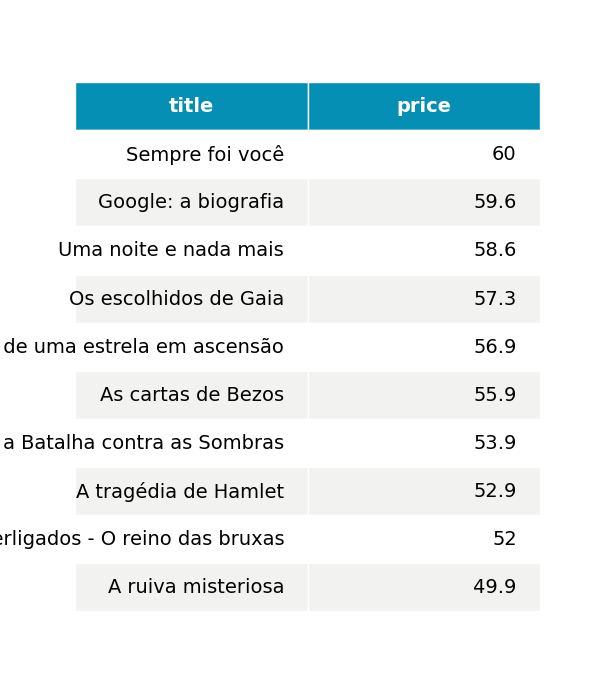 title price
Sempre foi você 60
Google: a biografia 59.6
Uma noite e nada mais 58.6
Os escolhidos de Gaia 57.3
de uma estrela em ascensão 56.9
As cartas de Bezos 55.9
a Batalha contra as Sombras 53.9
A tragédia de Hamlet 52.9
erligados - O reino das bruxas 52
A ruiva misteriosa 49.9